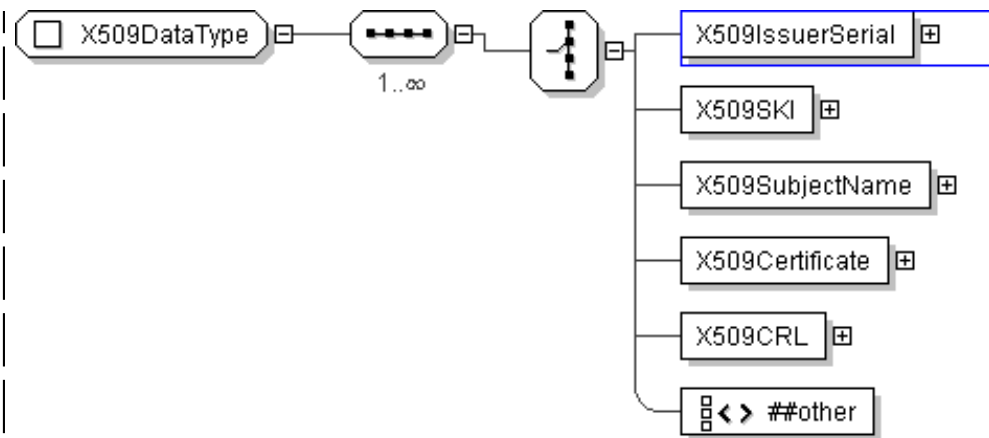 X509DataType
1..∞
X509IssuerSerial
X509SKI
X509SubjectName
X509Certificate
X509CRL
##other